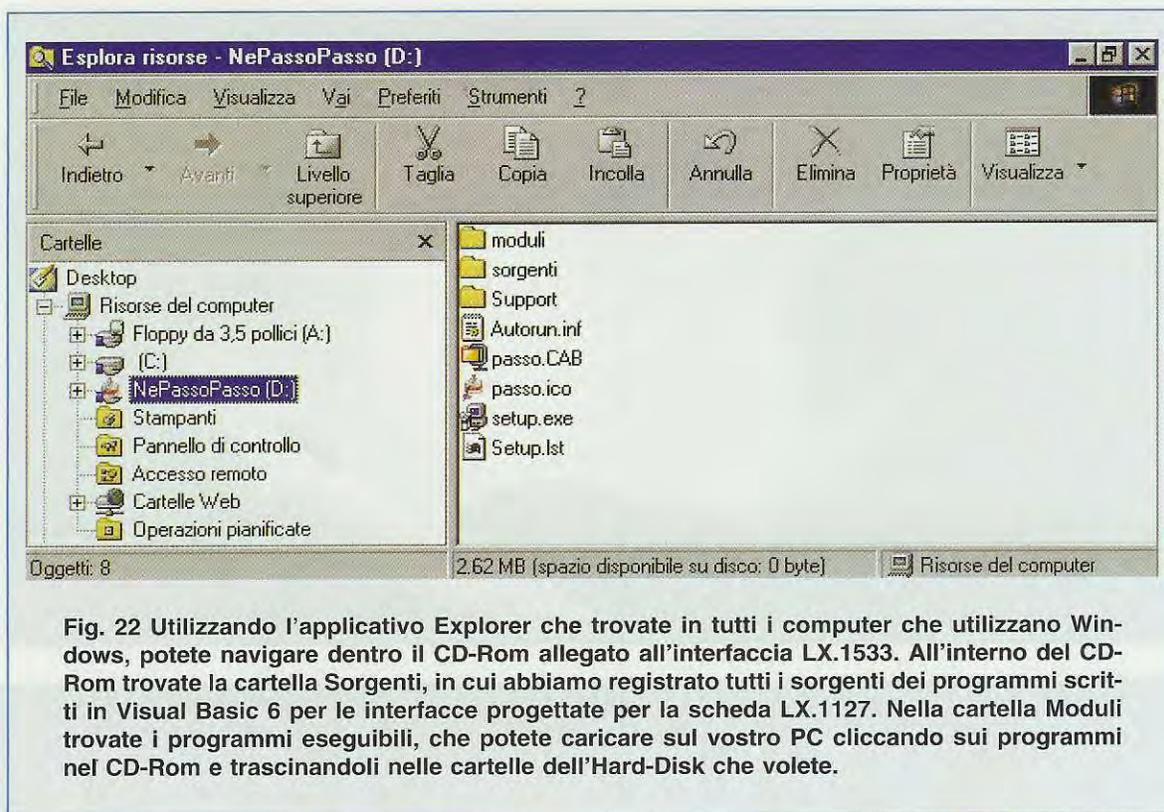 Esplora risorse - NePassoPasso (D:)
File Modifica Visualizza Vai Preferiti Strumenti ?
Indietro Avanti Livello superiore Taglia Copia Incolla Annulla Elimina Proprietà Visualizza
Cartelle
Desktop
Risorse del computer
Floppy da 3,5 pollici (A:)
(C:)
NePassoPasso (D:)
Stampanti
Pannello di controllo
Accesso remoto
Cartelle Web
Operazioni pianificate
moduli
sorgenti
Support
Autorun.inf
passo.CAB
passo.ico
setup.exe
Setup.lst
Oggetti: 8
2.62 MB (spazio disponibile su disco: 0 byte)
Risorse del computer
Fig. 22 Utilizzando l'applicativo Explorer che trovate in tutti i computer che utilizzano Win-
dows, potete navigare dentro il CD-Rom allegato all'interfaccia LX.1533. All'interno del CD-
Rom trovate la cartella Sorgenti, in cui abbiamo registrato tutti i sorgenti dei programmi scrit-
ti in Visual Basic 6 per le interfacce progettate per la scheda LX.1127. Nella cartella Moduli
trovate i programmi eseguibili, che potete caricare sul vostro PC cliccando sui programmi
nel CD-Rom e trascinandoli nelle cartelle dell'Hard-Disk che volete.